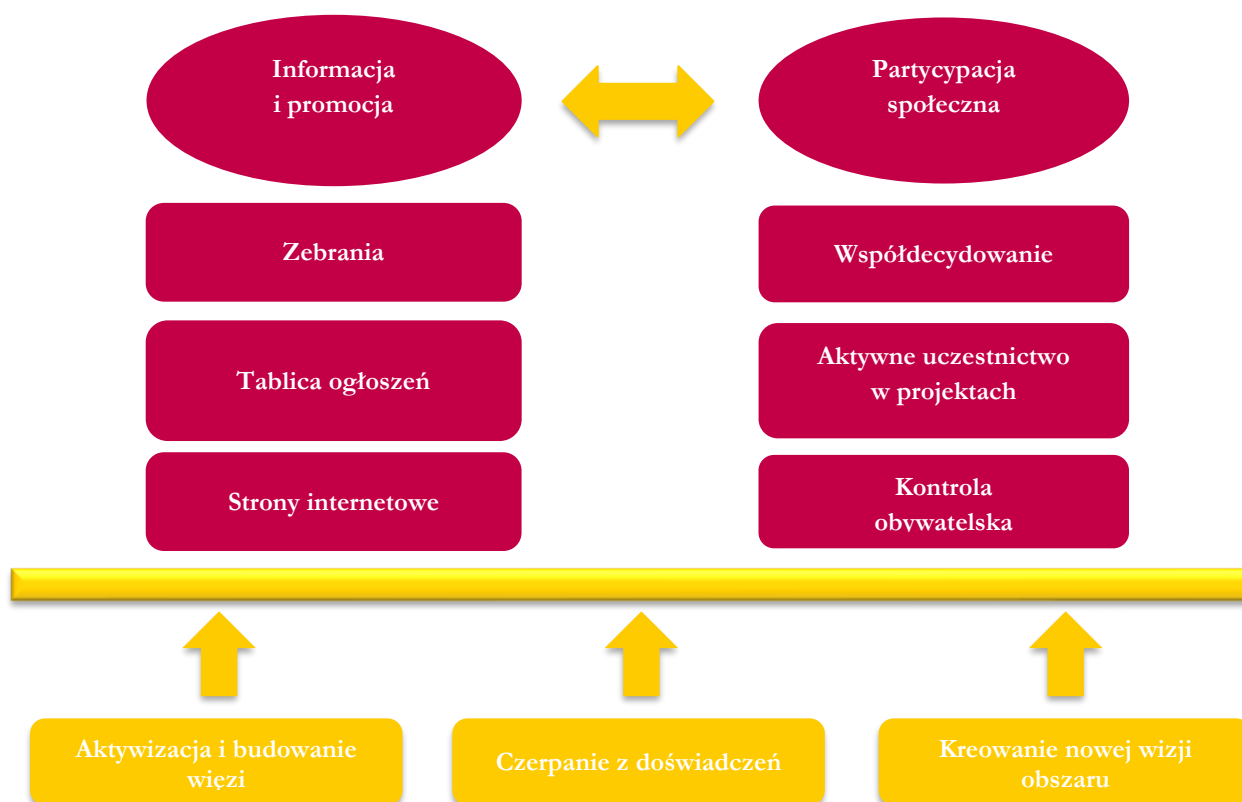 Informacja
i promocja
Partycypacja
społeczna
Zebrania
Współdecydowanie
Tablica ogłoszeń
Aktywne uczestnictwo
w projektach
Strony internetowe
Kontrola
obywatelska
Aktywizacja i budowanie
więzi
Czerpanie z doświadczeń
Kreowanie nowej wizji
obszaru